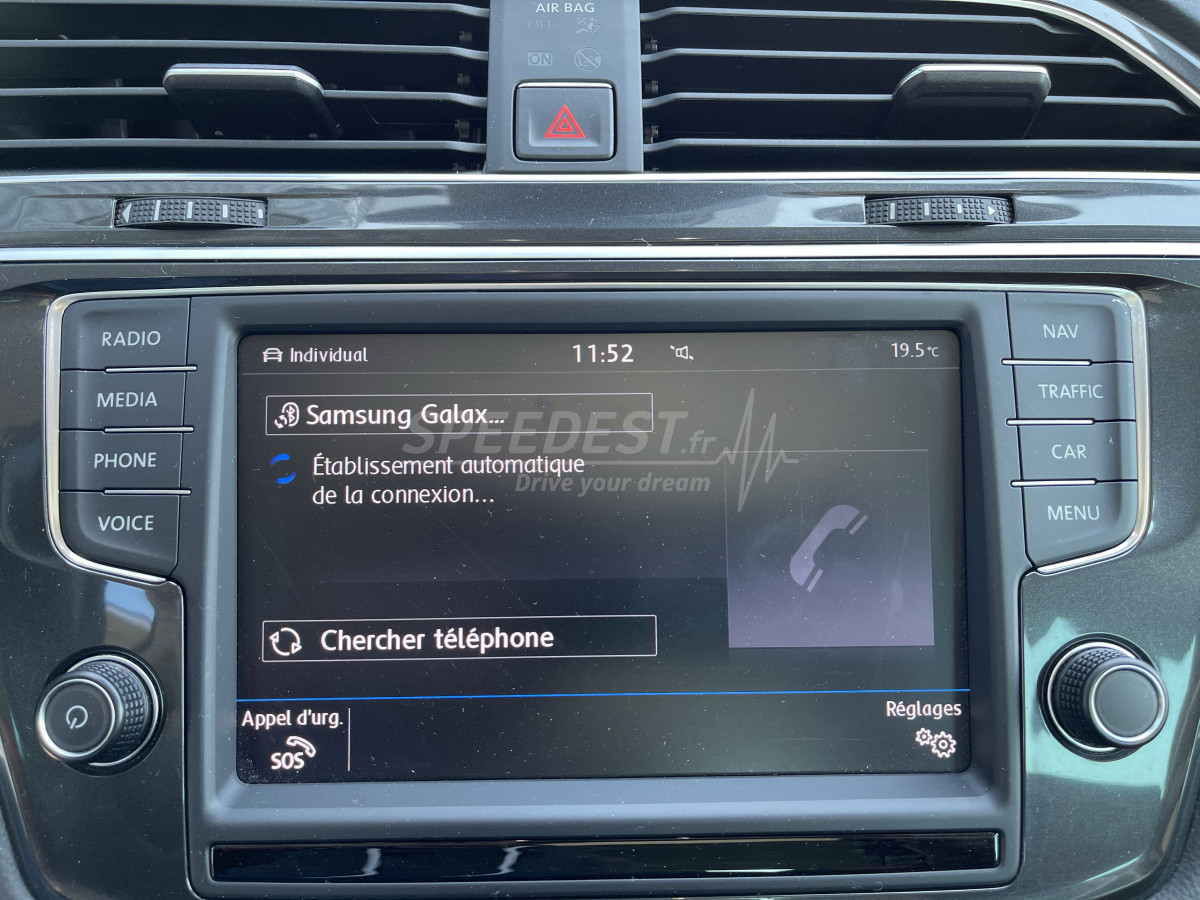 AIR BAG
OFF
ON
RADIO
MEDIA
PHONE
VOICE
Individual
11:52
19.5°C
Samsung Galax...
SPEEDEST.fr
Drive your dream
Établissement automatique
de la connexion...
Chercher téléphone
Appel d'urg.
SOS
Réglages
NAV
TRAFFIC
CAR
MENU